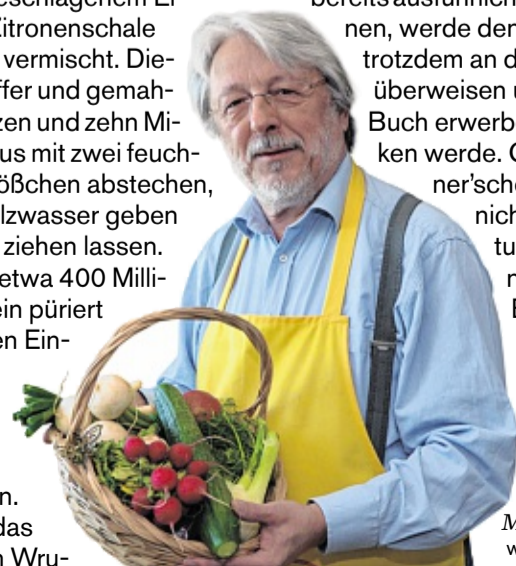 eschlagenem Ei
Zitronenschale
vermischt. Die-
ffer und gemah-
zen und zehn Mi-
us mit zwei feuch-
ößchen abstechen,
lzwasser geben
ziehen lassen.
etwa 400 Milli-
ein püriert
en Ein-
n.
das
n Wru-
bereits ausführlich
nen, werde den
trotzdem an d
überweisen u
Buch erwerb
ken werde. G
ner’sche
nich
tu
n
E
M
w